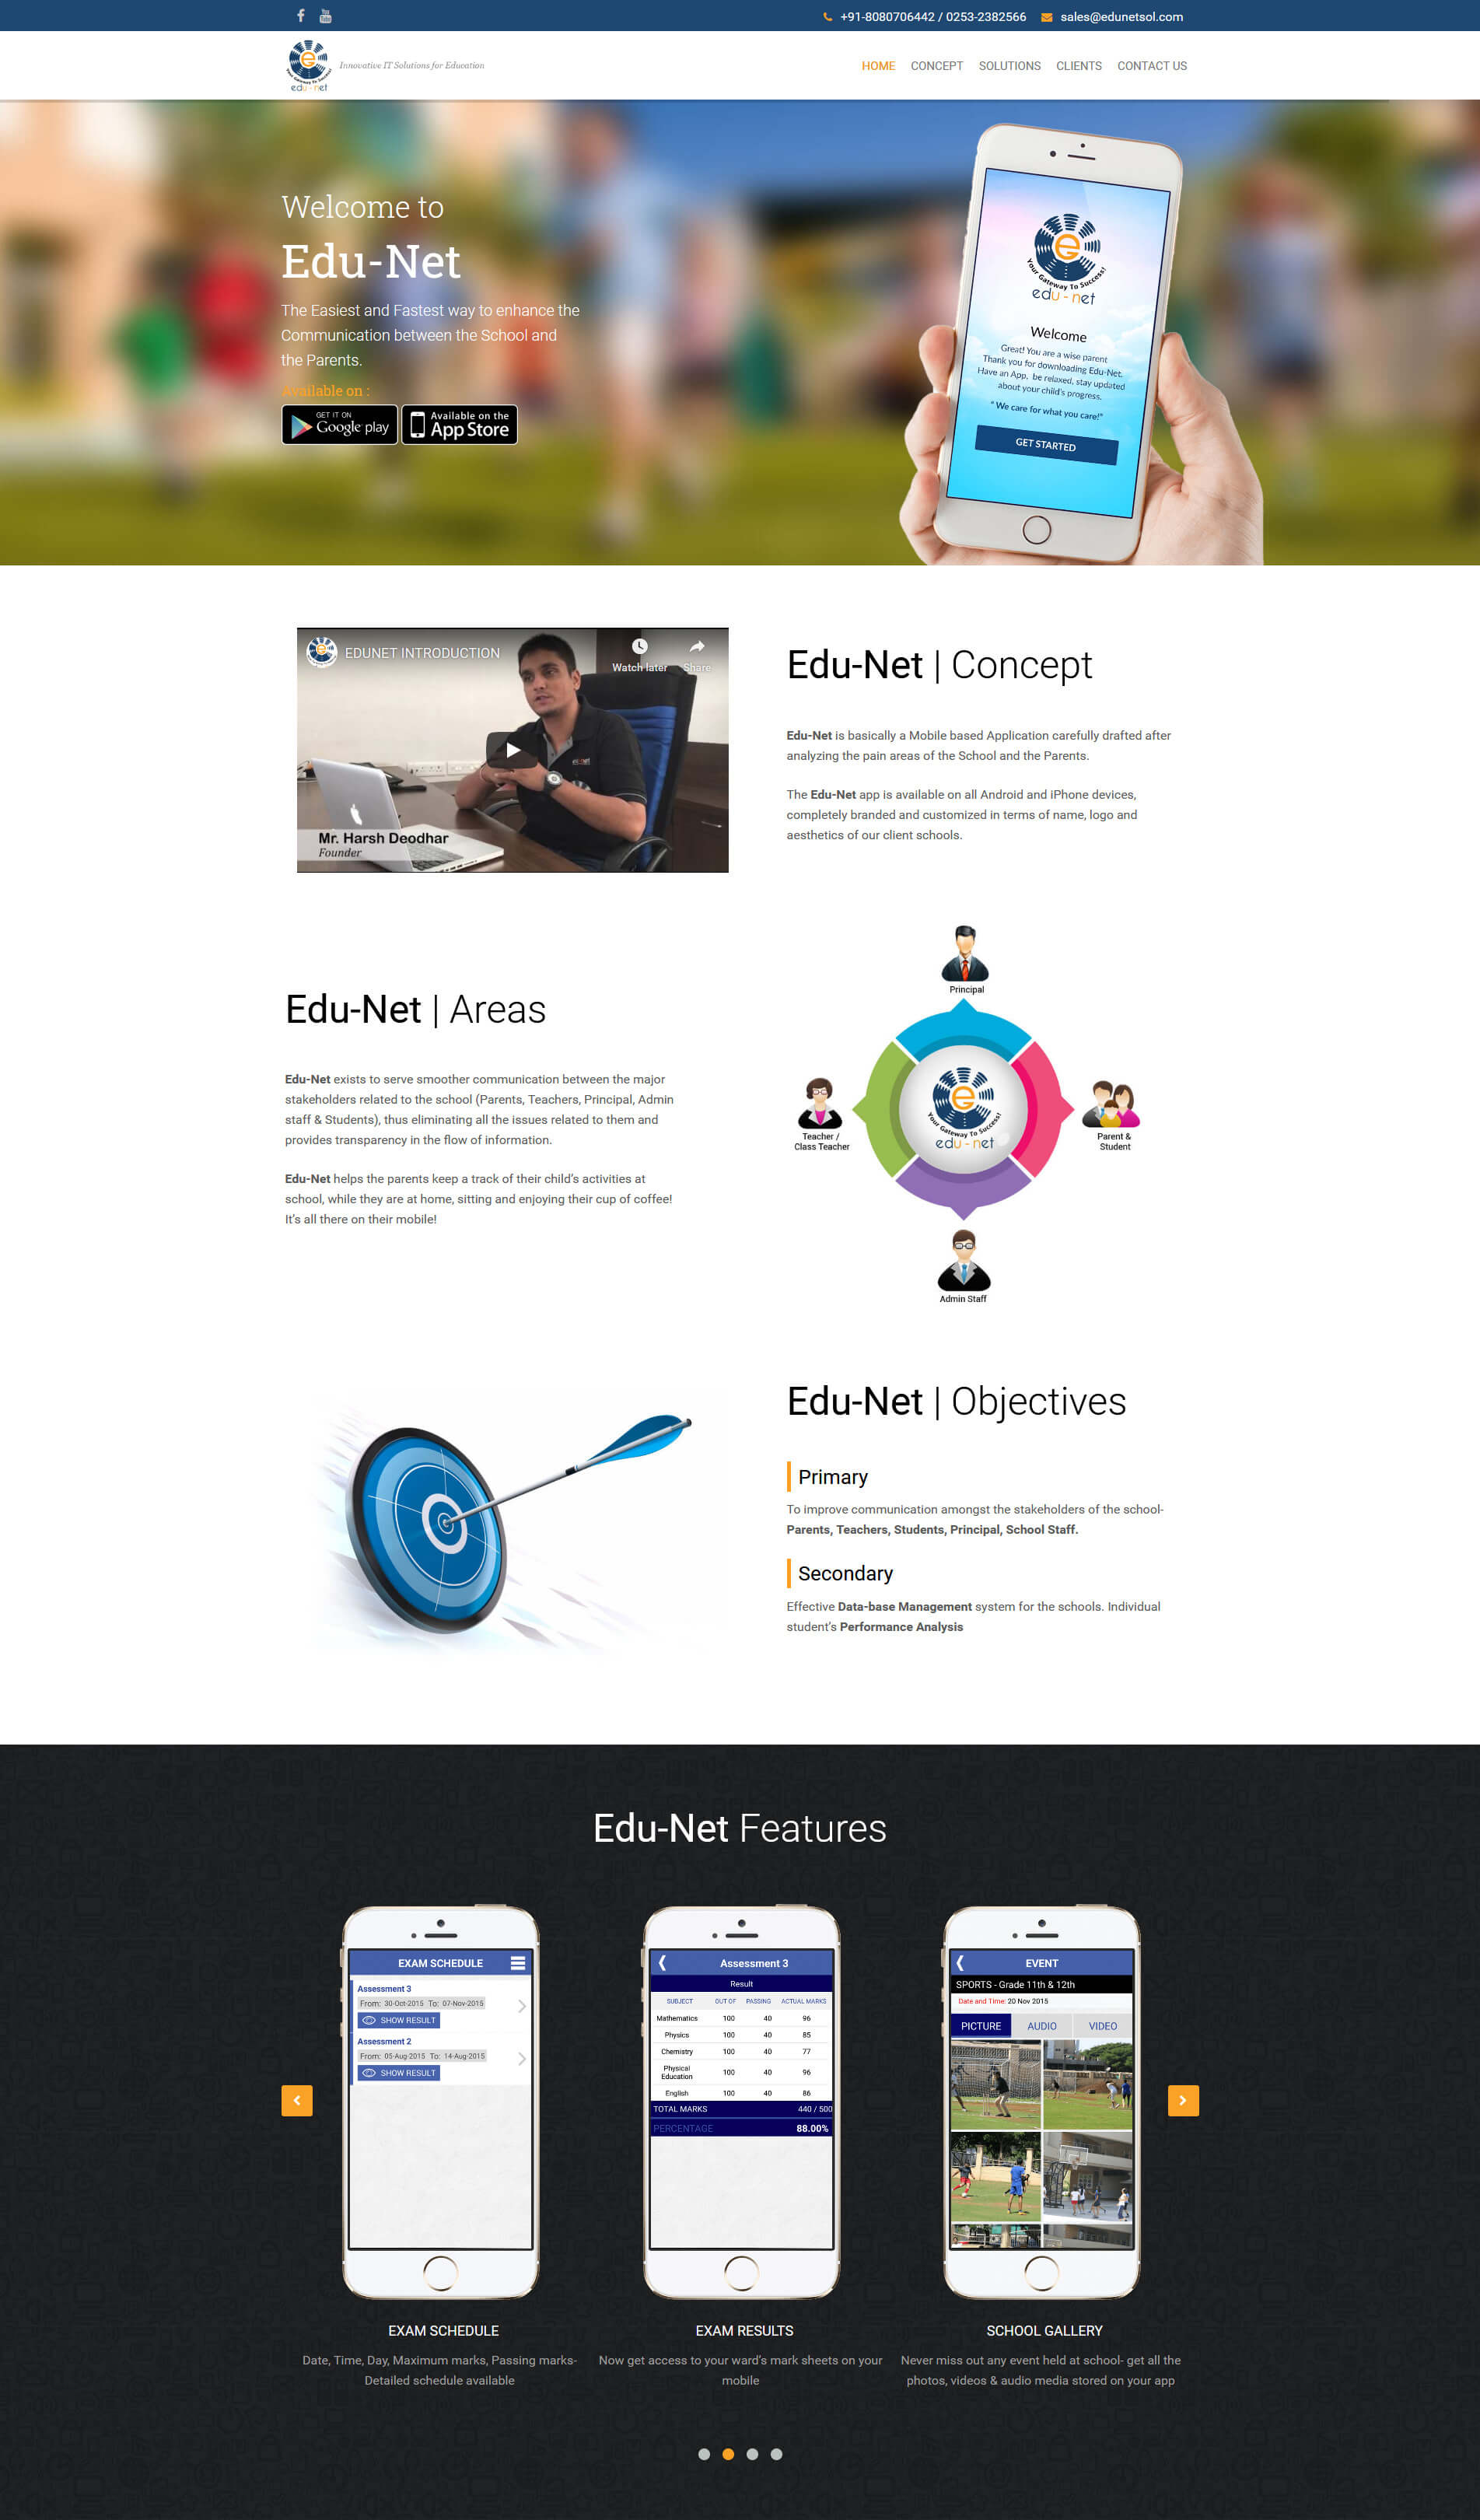 +91-8080706442 / 0253-2382566 sales@edunetsol.com
Your Gateway To Success!
edu - net
Innovative IT Solutions for Education
HOME CONCEPT SOLUTIONS CLIENTS CONTACT US
Welcome to
Edu-Net
The Easiest and Fastest way to enhance the
Communication between the School and
the Parents.
Available on :
GET IT ON
Google play
Available on the
App Store
Your Gateway To Success!
edu - net
Welcome
Great! You are a wise parent
Thank you for downloading Edu-Net.
Have an App, be relaxed, stay updated
about your child's progress.
" We care for what you care!"
GET STARTED
EDUNET INTRODUCTION
Watch later Share
Mr. Harsh Deodhar
Founder
Edu-Net | Concept
Edu-Net is basically a Mobile based Application carefully drafted after
analyzing the pain areas of the School and the Parents.
The Edu-Net app is available on all Android and iPhone devices,
completely branded and customized in terms of name, logo and
aesthetics of our client schools.
Edu-Net | Areas
Edu-Net exists to serve smoother communication between the major
stakeholders related to the school (Parents, Teachers, Principal, Admin
staff & Students), thus eliminating all the issues related to them and
provides transparency in the flow of information.
Edu-Net helps the parents keep a track of their child's activities at
school, while they are at home, sitting and enjoying their cup of coffee!
It's all there on their mobile!
Principal
Teacher /
Class Teacher
Your Gateway To Success!
edu - net
Parent &
Student
Admin Staff
Edu-Net | Objectives
Primary
To improve communication amongst the stakeholders of the school-
Parents, Teachers, Students, Principal, School Staff.
Secondary
Effective Data-base Management system for the schools. Individual
student's Performance Analysis
Edu-Net Features
EXAM SCHEDULE
Assessment 3
From: 30-Oct-2015 To: 07-Nov-2015
SHOW RESULT
Assessment 2
From: 05-Aug-2015 To: 14-Aug-2015
SHOW RESULT
Assessment 3
Result
SUBJECT OUT OF PASSING ACTUAL MARKS
Mathematics 100 40 96
Physics 100 40 85
Chemistry 100 40 77
Physical
Education 100 40 96
English 100 40 86
TOTAL MARKS 440 / 500
PERCENTAGE 88.00%
EVENT
SPORTS - Grade 11th & 12th
Date and Time: 20 Nov 2015
PICTURE AUDIO VIDEO
EXAM SCHEDULE
Date, Time, Day, Maximum marks, Passing marks-
Detailed schedule available
EXAM RESULTS
Now get access to your ward's mark sheets on your
mobile
SCHOOL GALLERY
Never miss out any event held at school- get all the
photos, videos & audio media stored on your app